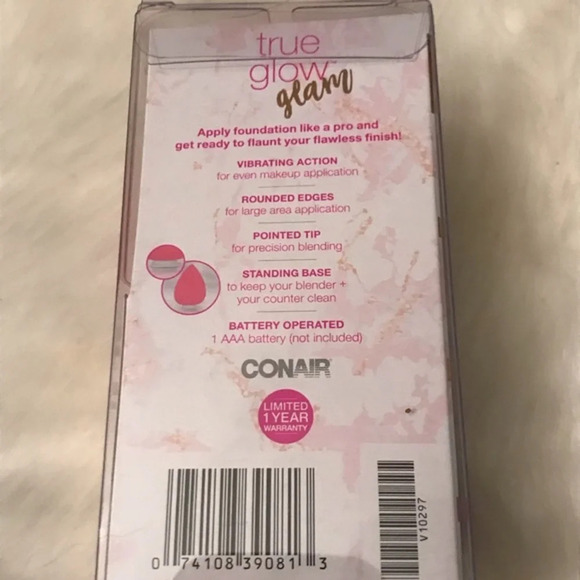 true
glow™
glam
Apply foundation like a pro and
get ready to flaunt your flawless finish!
VIBRATING ACTION
for even makeup application
ROUNDED EDGES
for large area application
POINTED TIP
for precision blending
STANDING BASE
to keep your blender +
your counter clean
BATTERY OPERATED
1 AAA battery (not included)
CONAIR®
LIMITED
1 YEAR
WARRANTY
0 74108 39081 3
V10297